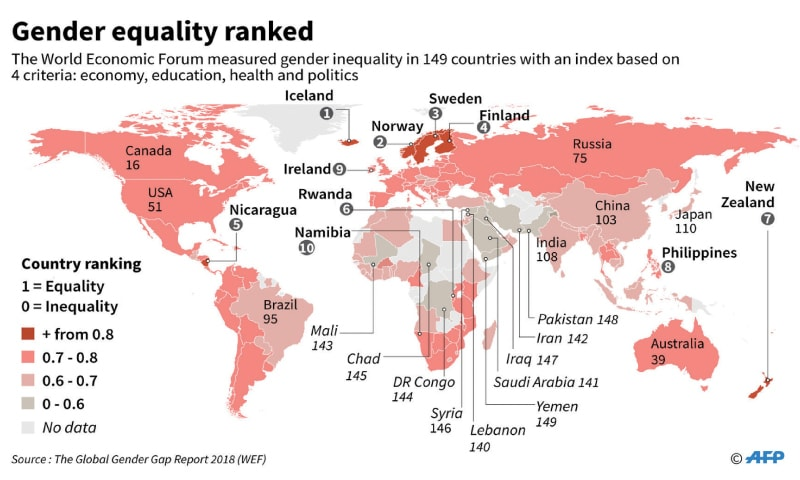 Gender equality ranked
The World Economic Forum measured gender inequality in 149 countries with an index based on
4 criteria: economy, education, health and politics
Iceland
1
Sweden
3
Norway
2
Finland
4
Canada
16
Russia
75
Ireland 9
USA
51
Rwanda
6
New
Zealand
7
Nicaragua
5
China
103
Japan
110
Namibia
10
India
108
Philippines
8
Country ranking
1 = Equality
0 = Inequality
+ from 0.8
0.7 - 0.8
0.6 - 0.7
0 - 0.6
No data
Brazil
95
Mali
143
Chad
145
DR Congo
144
Syria
146
Lebanon
140
Yemen
149
Saudi Arabia 141
Iraq 147
Iran 142
Pakistan 148
Australia
39
Source : The Global Gender Gap Report 2018 (WEF)
© AFP